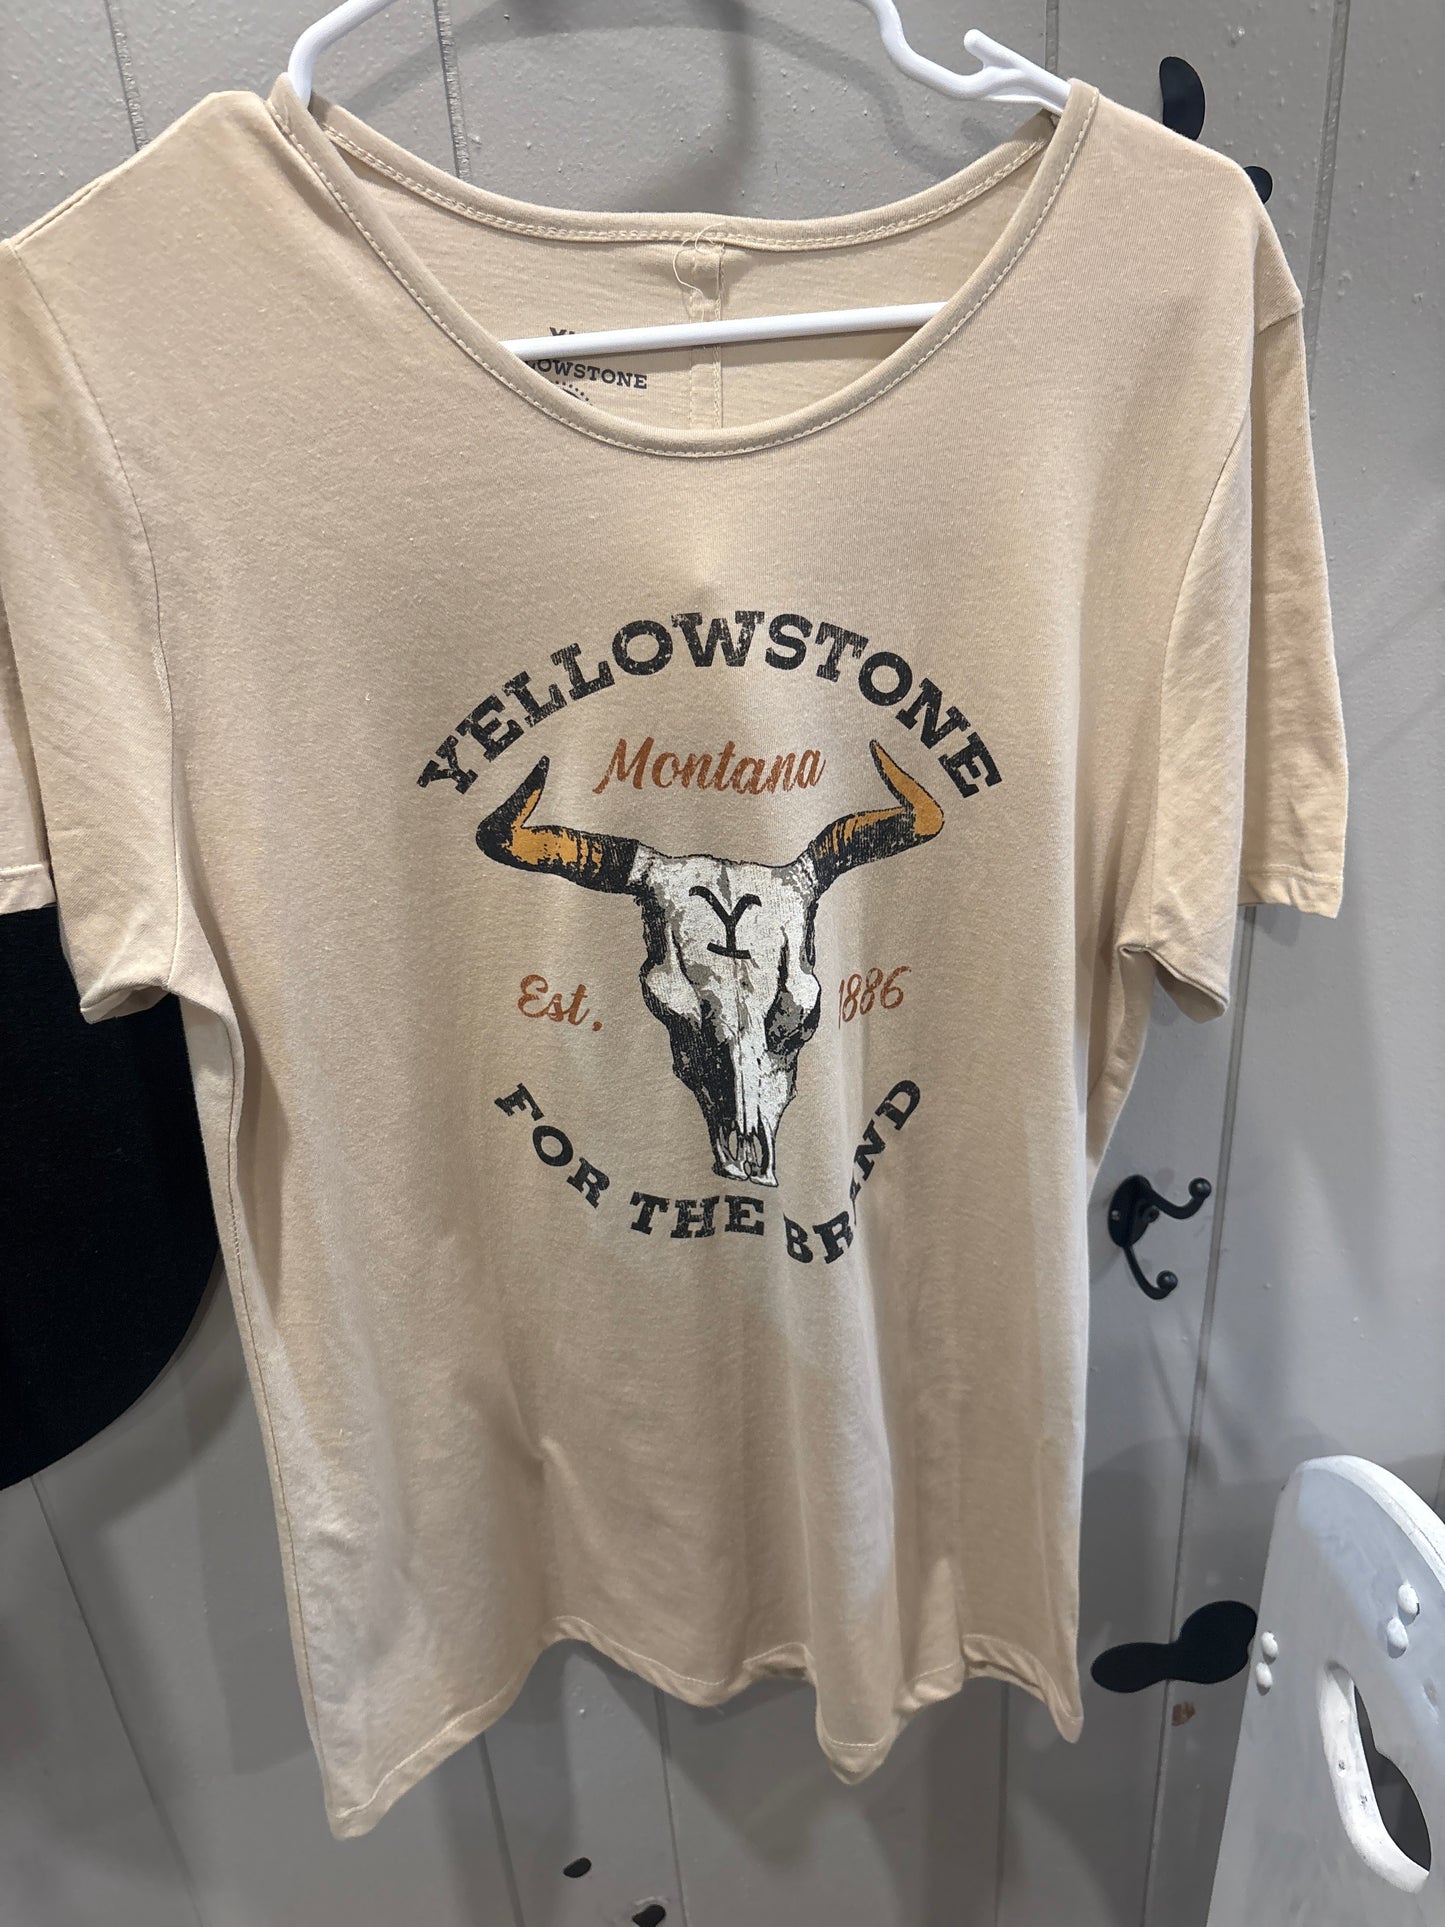 YELLOWSTONE
Montana
Y
Est. 1886
FOR THE BRAND